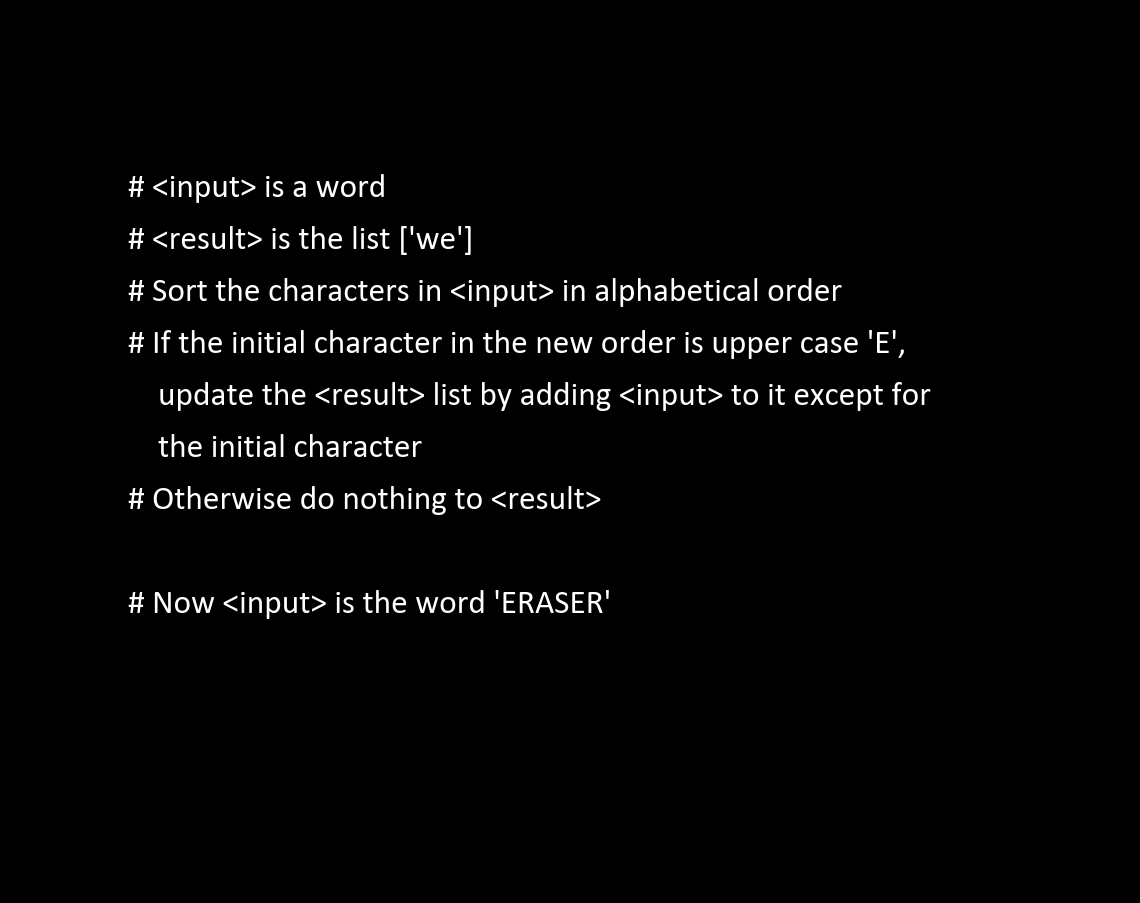 # <input> is a word
# <result> is the list ['we']
# Sort the characters in <input> in alphabetical order
# If the initial character in the new order is upper case 'E',
update the <result> list by adding <input> to it except for
the initial character
# Otherwise do nothing to <result>
# Now <input> is the word 'ERASER'